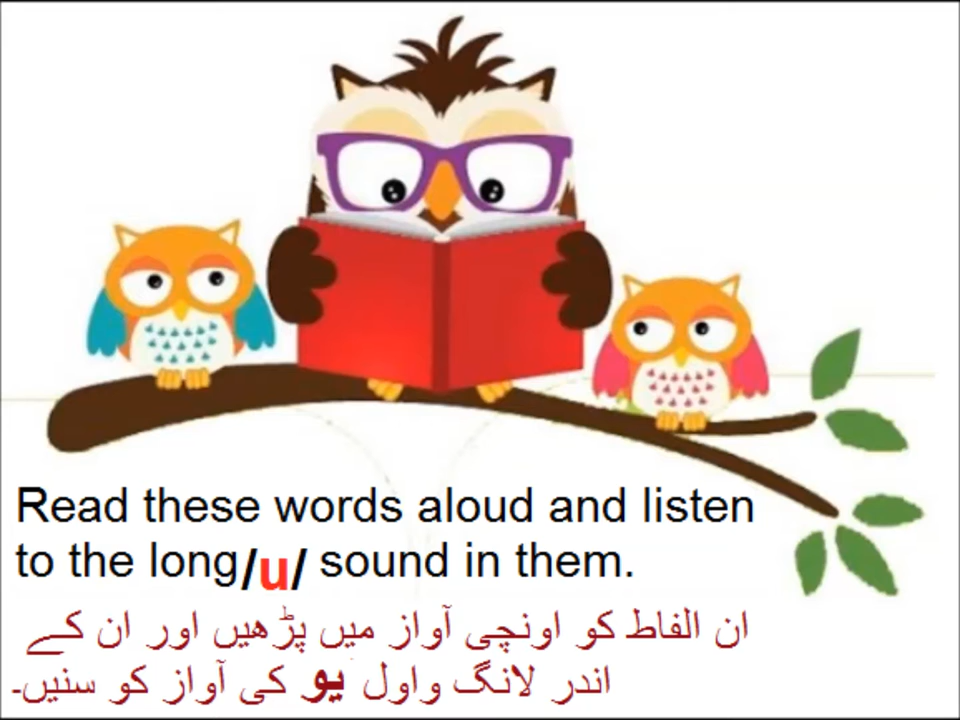 Read these words aloud and listen
to the long /u/ sound in them.
ان الفاط کو اونچی آواز میں پڑھیں اور ان کے
اندر لانگ واول یو کی آواز کو سنیں۔